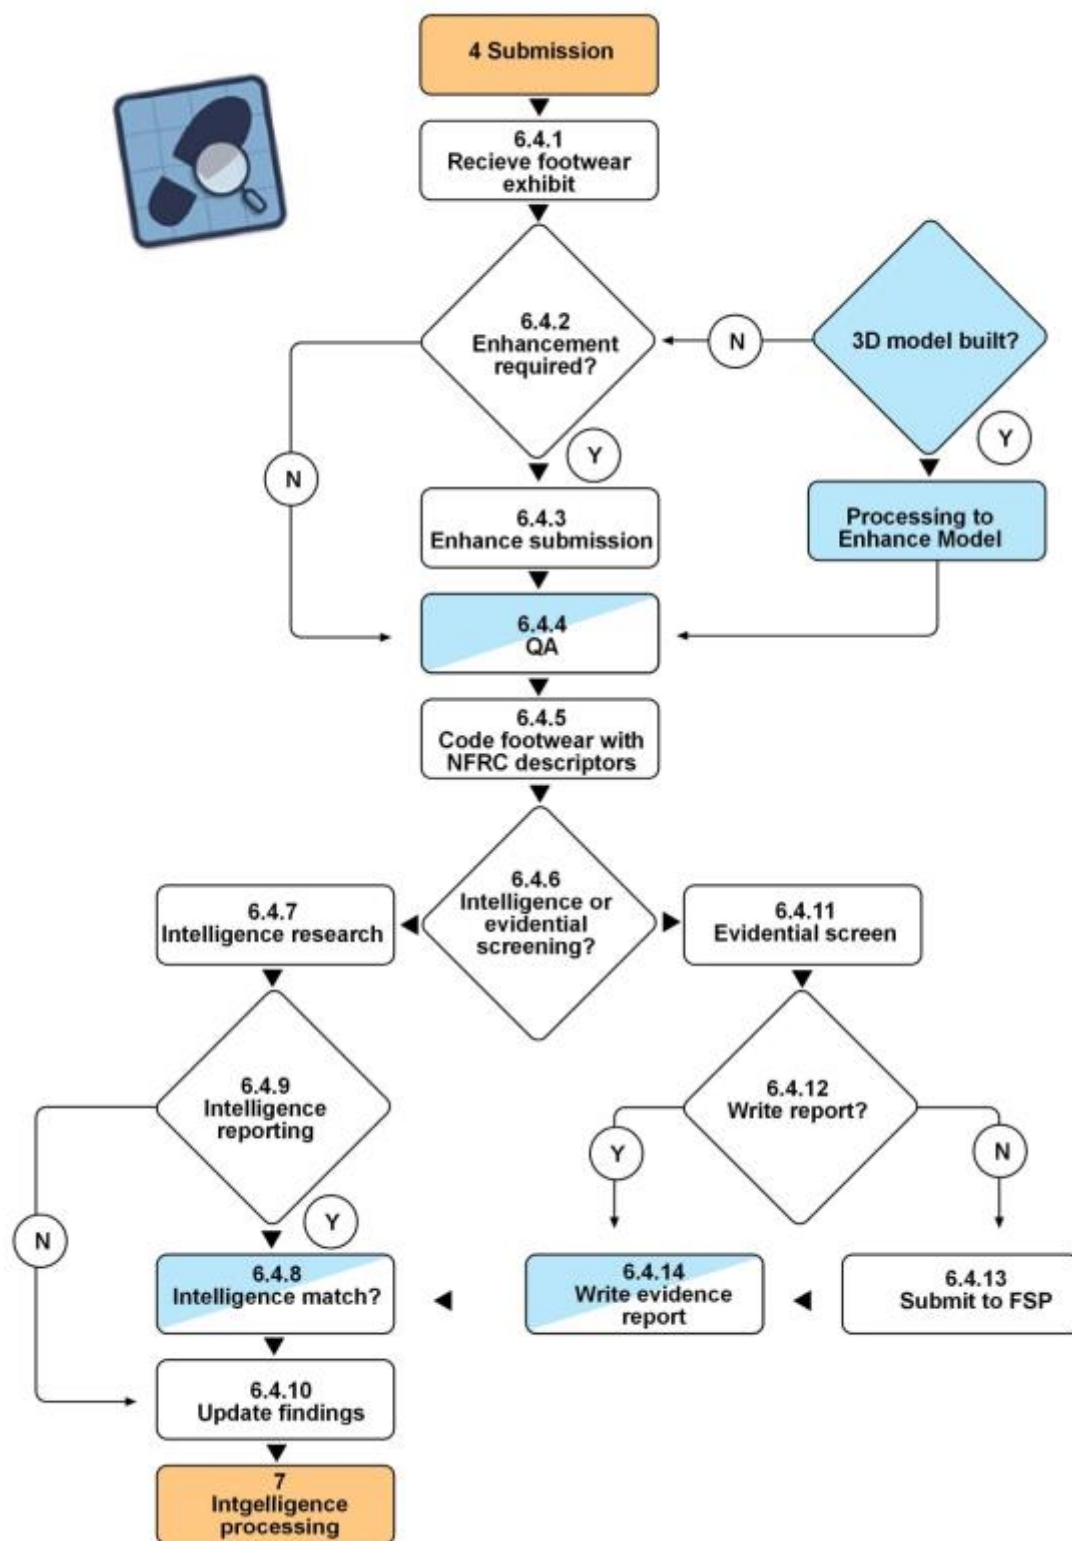 4 Submission
6.4.1
Recieve footwear
exhibit
6.4.2
Enhancement
required?
N
3D model built?
Y
N
Y
6.4.3
Enhance submission
Processing to
Enhance Model
6.4.4
QA
6.4.5
Code footwear with
NFRC descriptors
6.4.6
Intelligence or
evidential
screening?
6.4.7
Intelligence research
6.4.11
Evidential screen
6.4.9
Intelligence
reporting
6.4.12
Write report?
Y
N
N
Y
6.4.8
Intelligence match?
6.4.14
Write evidence
report
6.4.13
Submit to FSP
6.4.10
Update findings
7
Intgelligence
processing